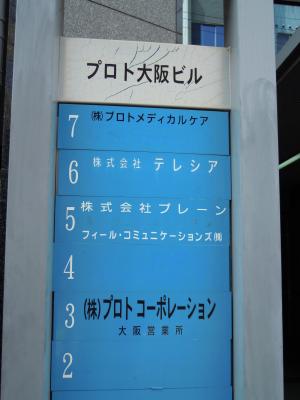 プロト大阪ビル
7 ㈱プロトメディカルケア
6 株式会社 テレシア
5 株式会社ブレーン
フィール・コミュニケーションズ㈲
4
3 (株)プロトコーポレーション
大阪営業所
2